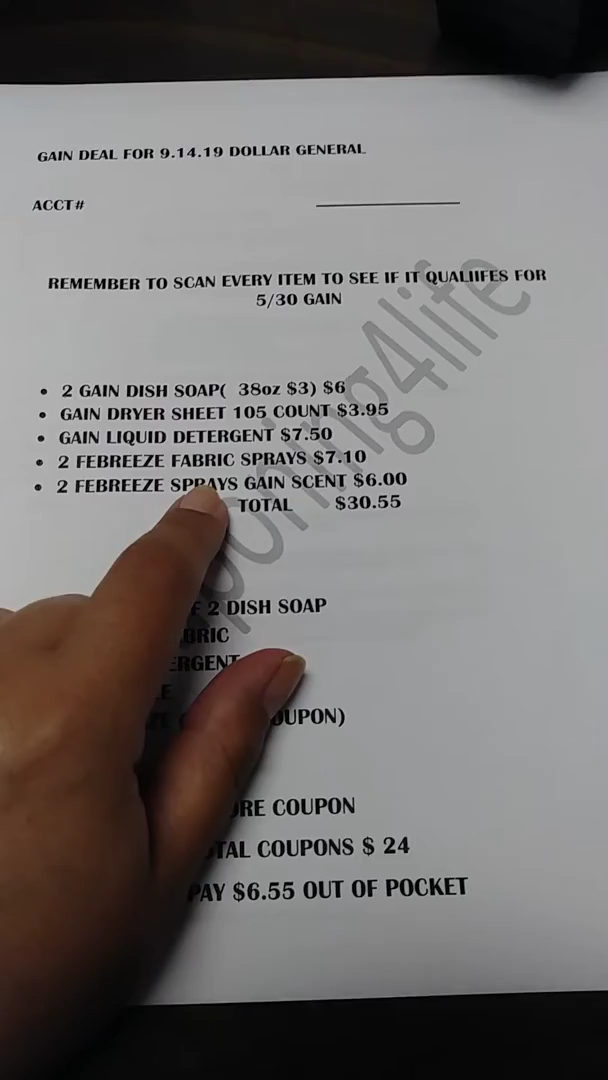 GAIN DEAL FOR 9.14.19 DOLLAR GENERAL
ACCT#
REMEMBER TO SCAN EVERY ITEM TO SEE IF IT QUALIIFES FOR
5/30 GAIN
• 2 GAIN DISH SOAP( 38oz $3) $6
• GAIN DRYER SHEET 105 COUNT $3.95
• GAIN LIQUID DETERGENT $7.50
• 2 FEBREEZE FABRIC SPRAYS $7.10
• 2 FEBREEZE SPRAYS GAIN SCENT $6.00
TOTAL $30.55
2 DISH SOAP
COUPON
TOTAL COUPONS $ 24
PAY $6.55 OUT OF POCKET